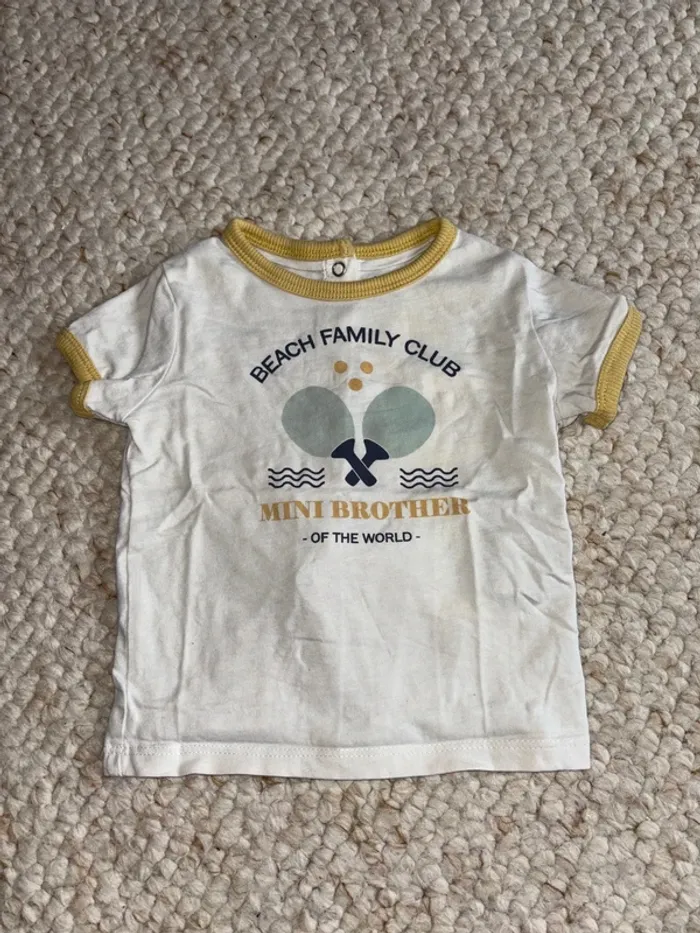 BEACH FAMILY CLUB
MINI BROTHER
- OF THE WORLD -